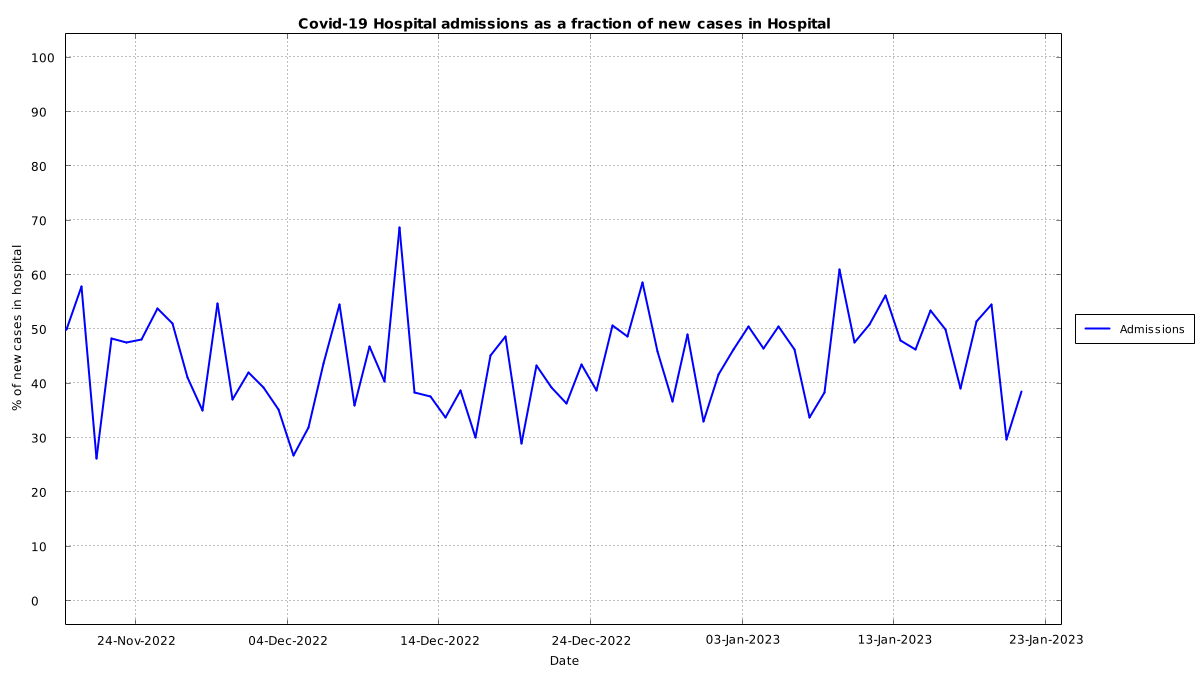 Covid-19 Hospital admissions as a fraction of new cases in Hospital
100
90
80
70
60
50
40
30
20
10
0
% of new cases in hospital
24-Nov-2022 04-Dec-2022 14-Dec-2022 24-Dec-2022 03-Jan-2023 13-Jan-2023 23-Jan-2023
Date
Admissions